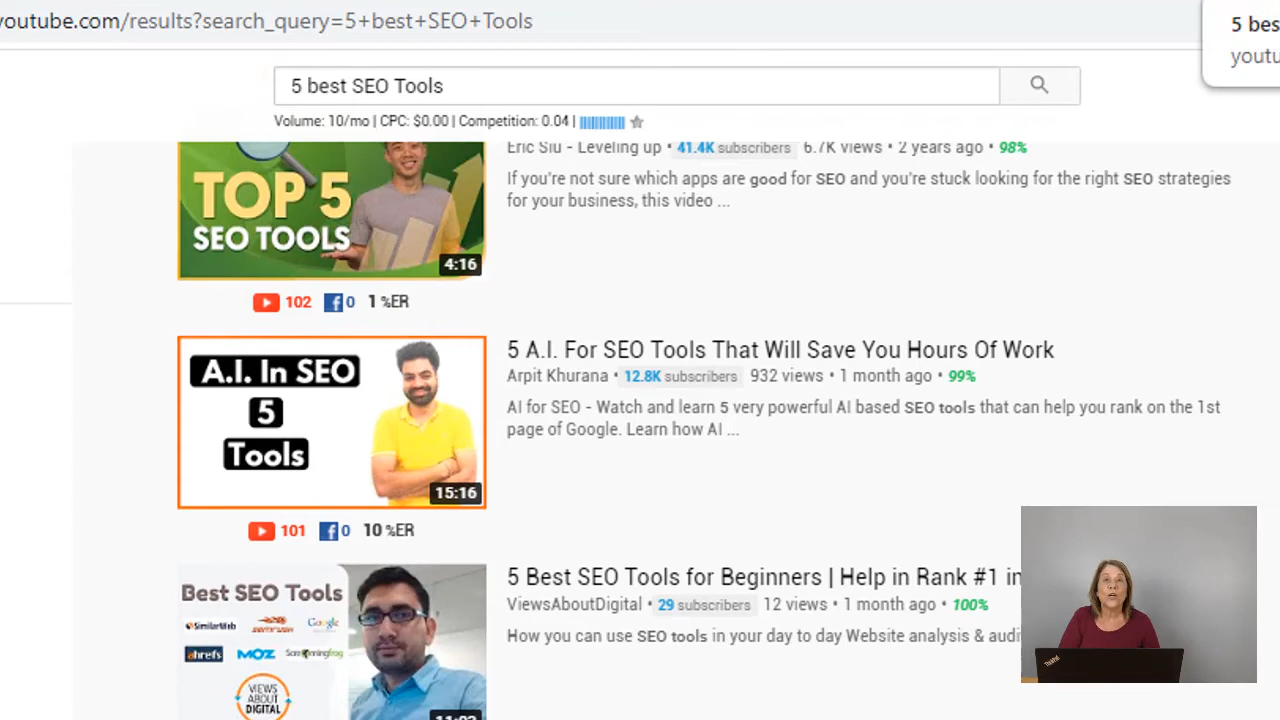 youtube.com/results?search_query=5+best+SEO+Tools
5 bes
youtu
5 best SEO Tools
Volume: 10/mo | CPC: $0.00 | Competition: 0.04 |
Eric Siu - Leveling up • 41.4K subscribers • 6.7K views • 2 years ago • 98%
If you're not sure which apps are good for SEO and you're stuck looking for the right SEO strategies
for your business, this video ...
TOP 5
SEO TOOLS
4:16
102 0 1 %ER
5 A.I. For SEO Tools That Will Save You Hours Of Work
Arpit Khurana • 12.8K subscribers 932 views • 1 month ago • 99%
AI for SEO - Watch and learn 5 very powerful AI based SEO tools that can help you rank on the 1st
page of Google. Learn how AI ...
A.I. In SEO
5
Tools
15:16
101 0 10 %ER
5 Best SEO Tools for Beginners | Help in Rank #1 in
ViewsAboutDigital • 29 subscribers • 12 views • 1 month ago • 100%
How you can use SEO tools in your day to day Website analysis & audi
Best SEO Tools
SimilarWeb semrush Google
ahrefs MOZ Screamingfrog
VIEWS
ABOUT
DIGITAL
ThinkPad